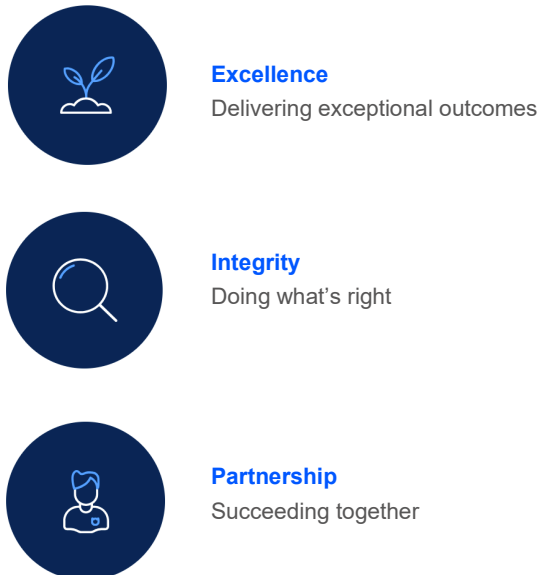 Excellence
Delivering exceptional outcomes
Integrity
Doing what’s right
Partnership
Succeeding together